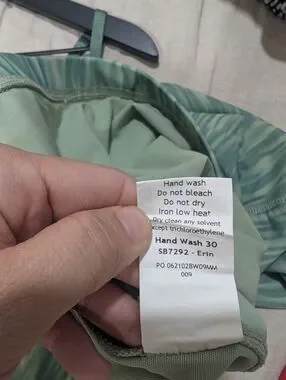 Hand wash
Do not bleach
Do not dry
Iron low heat
Dry clean any solvent
except trichloroethylene
Hand Wash 30
SB7292 - Erin
PO.062102BW09MM
009